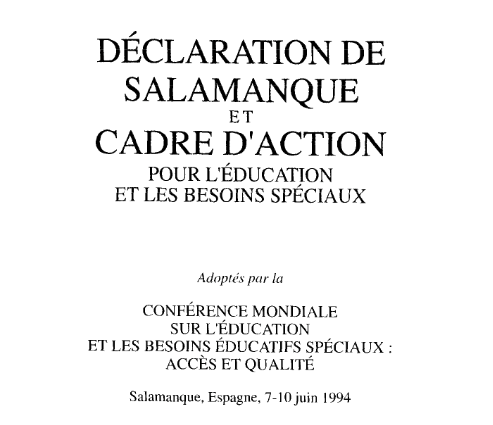 DÉCLARATION DE
SALAMANQUE
ET
CADRE D'ACTION
POUR L'ÉDUCATION
ET LES BESOINS SPÉCIAUX
Adoptés par la
CONFÉRENCE MONDIALE
SUR L'ÉDUCATION
ET LES BESOINS ÉDUCATIFS SPÉCIAUX :
ACCÈS ET QUALITÉ
Salamanque, Espagne, 7-10 juin 1994